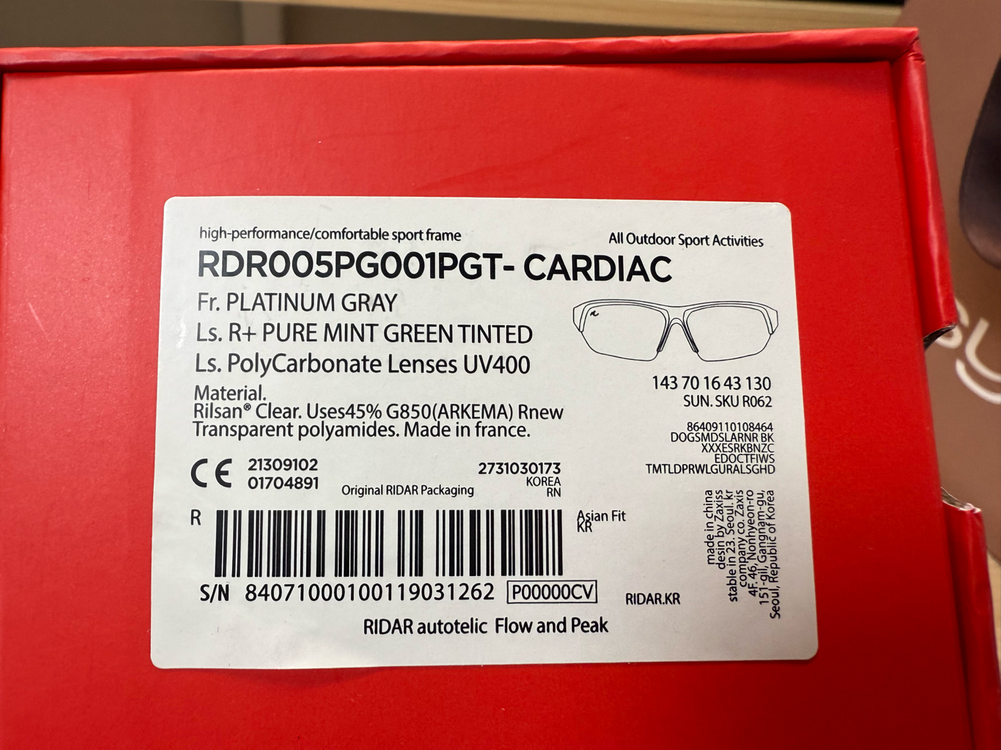 high-performance/comfortable sport frame
All Outdoor Sport Activities
RDR005PG001PGT- CARDIAC
Fr. PLATINUM GRAY
Ls. R+ PURE MINT GREEN TINTED
Ls. PolyCarbonate Lenses UV400
Material.
Rilsan® Clear. Uses45% G850(ARKEMA) Rnew
Transparent polyamides. Made in france.
143 70 16 43 130
SUN. SKU R062
86409110108464
DOGSMDSLARNR BK
XXXESRKBNZC
EDOCTFIWS
TMTLDPRWLGURALSGHD
CE
21309102
01704891
Original RIDAR Packaging
2731030173
KOREA
RN
R
Asian Fit
KR
S/N 84071000100119031262 P00000CV
RIDAR.KR
made in china
desin by Zaxiss
stable in 23. Seoul. kr
company co. Zaxis
4F. 46, Nonhyeon-ro
151-gil, Gangnam-gu,
Seoul, Republic of Korea
RIDAR autotelic Flow and Peak